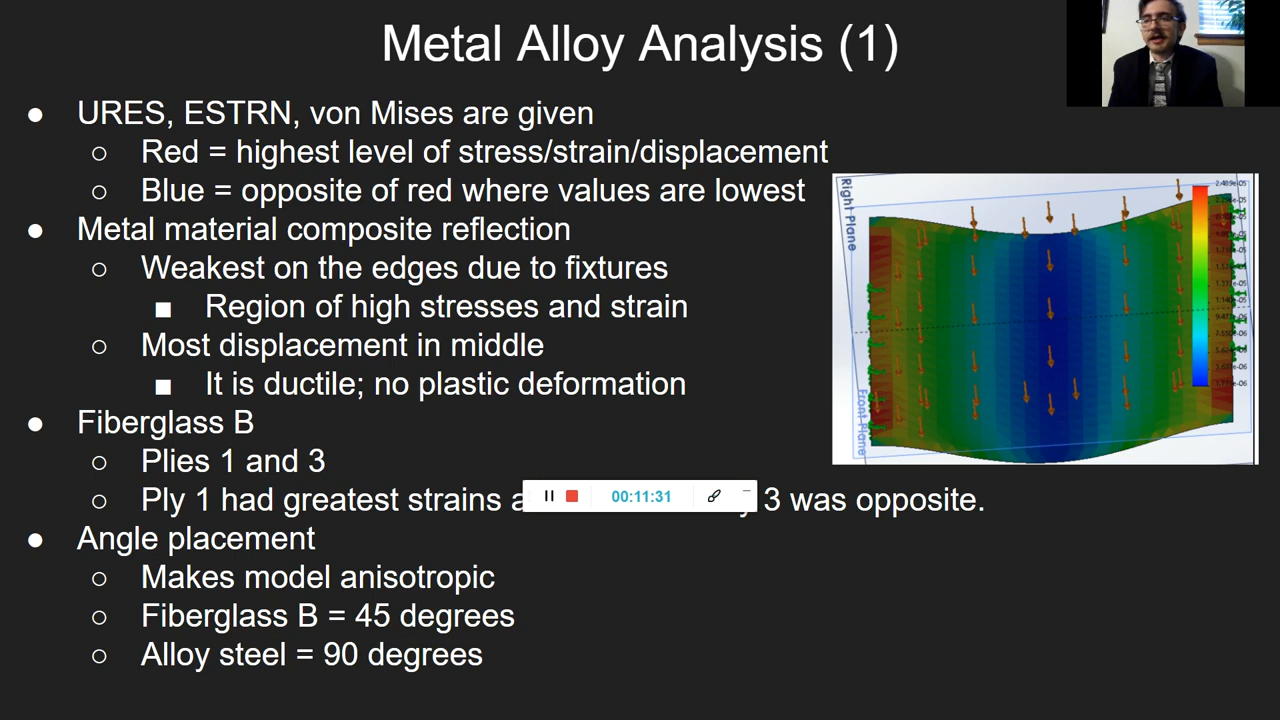 Metal Alloy Analysis (1)
● URES, ESTRN, von Mises are given
○ Red = highest level of stress/strain/displacement
○ Blue = opposite of red where values are lowest
● Metal material composite reflection
○ Weakest on the edges due to fixtures
■ Region of high stresses and strain
○ Most displacement in middle
■ It is ductile; no plastic deformation
● Fiberglass B
○ Plies 1 and 3
○ Ply 1 had greatest strains 3 was opposite.
00:11:31
● Angle placement
○ Makes model anisotropic
○ Fiberglass B = 45 degrees
○ Alloy steel = 90 degrees
Right Plane
Front Plane